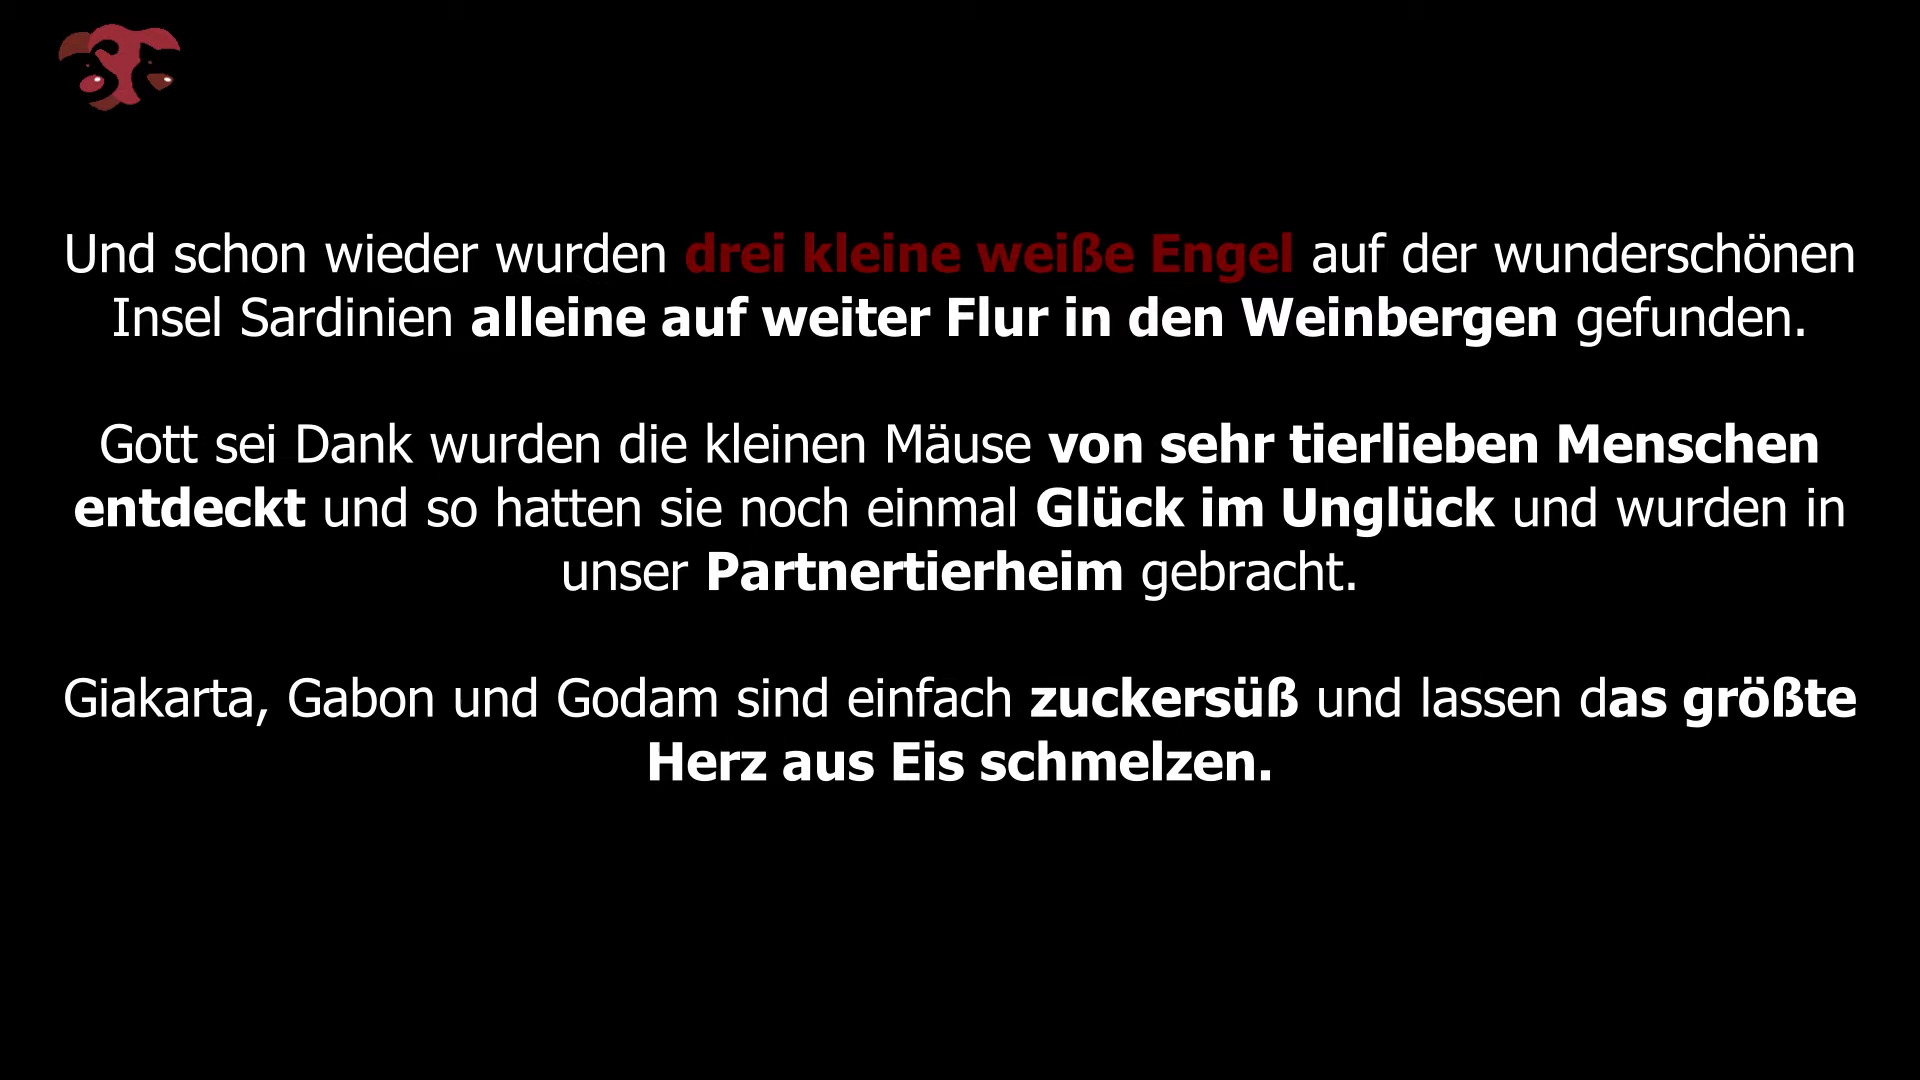 Und schon wieder wurden drei kleine weiße Engel auf der wunderschönen
Insel Sardinien alleine auf weiter Flur in den Weinbergen gefunden.
Gott sei Dank wurden die kleinen Mäuse von sehr tierlieben Menschen
entdeckt und so hatten sie noch einmal Glück im Unglück und wurden in
unser Partnertierheim gebracht.
Giakarta, Gabon und Godam sind einfach zuckersüß und lassen das größte
Herz aus Eis schmelzen.